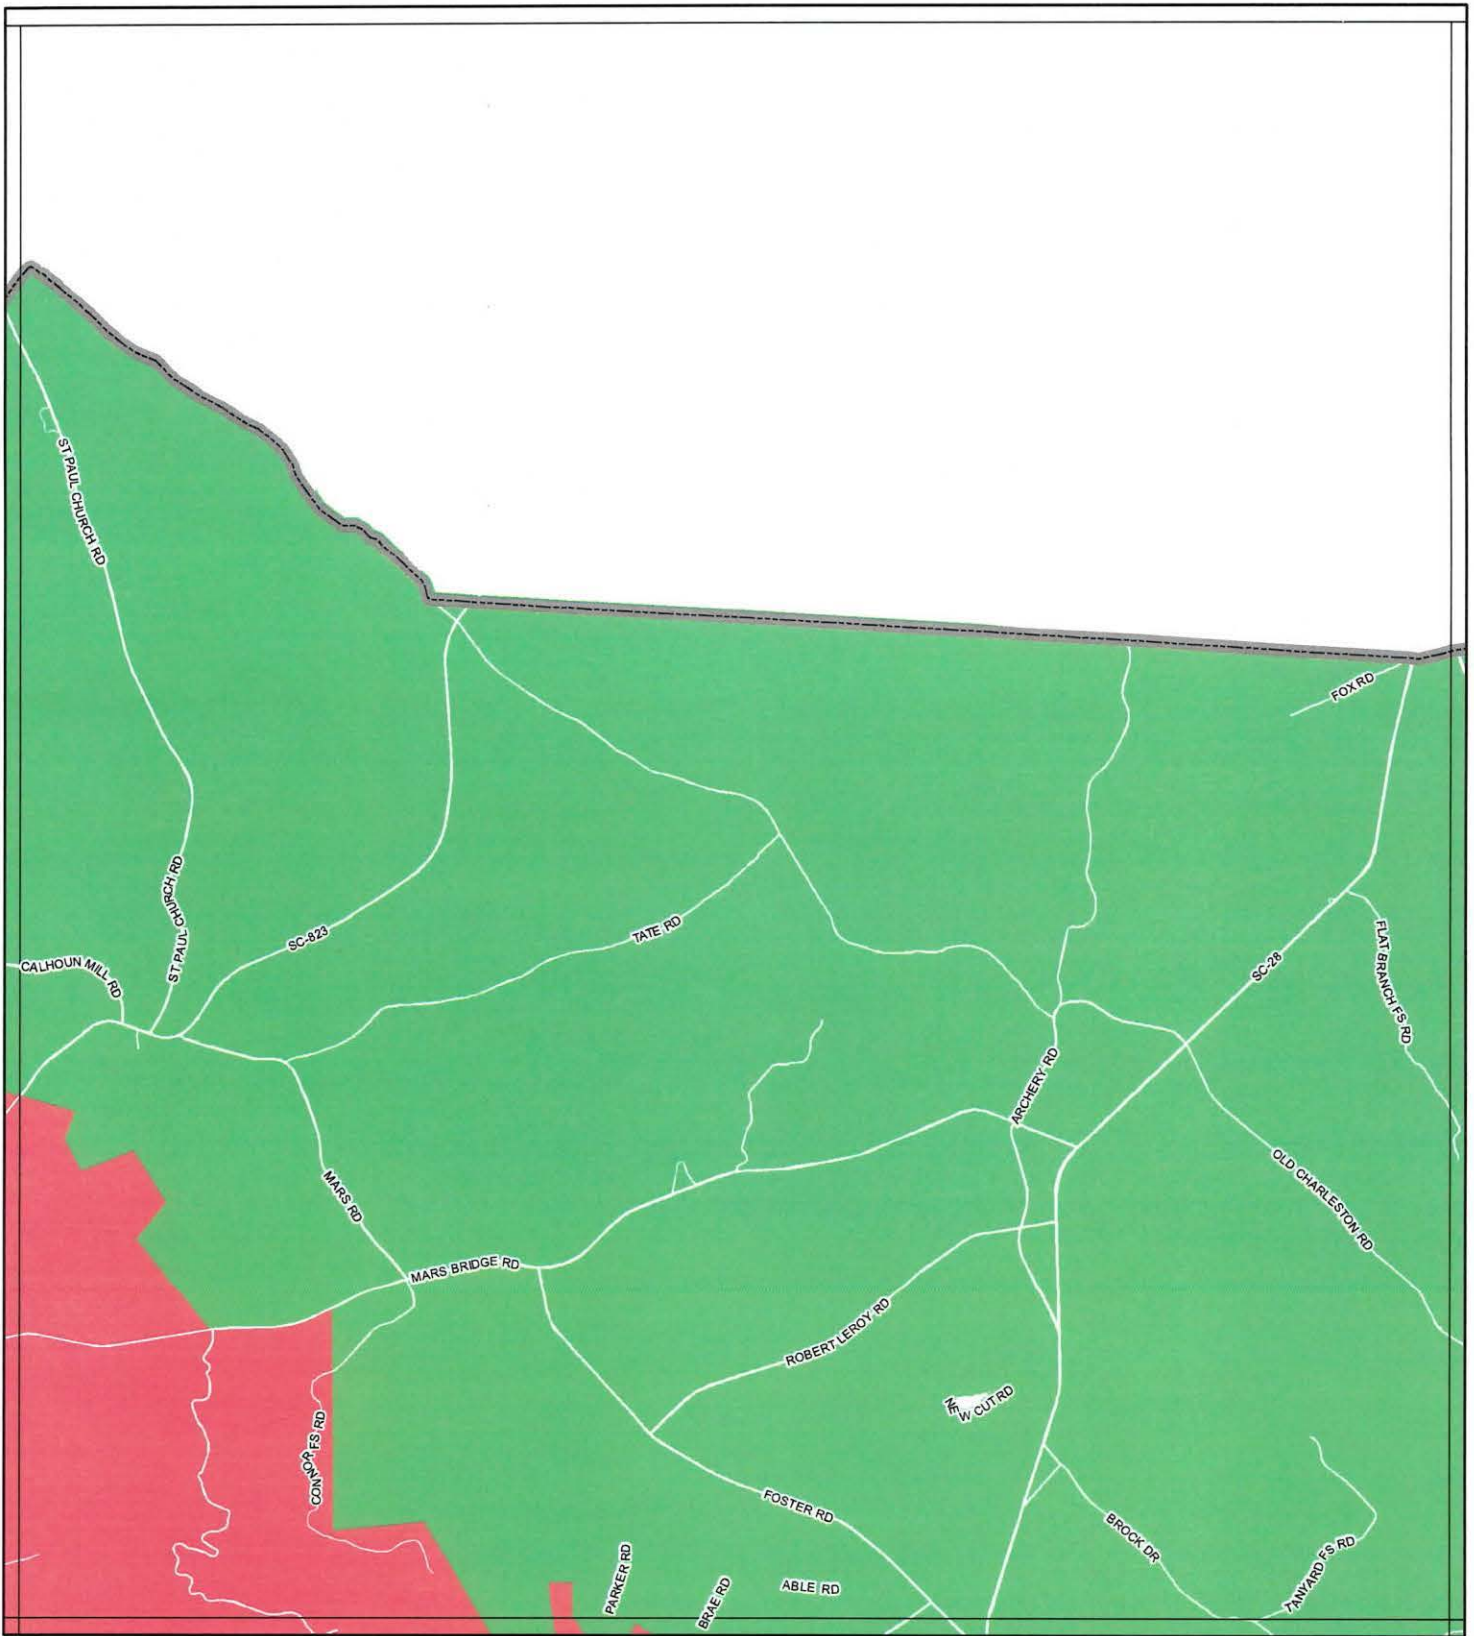 ST PAUL CHURCH RD
FOX RD
ST PAUL CHURCH RD
SC-823
TATE RD
CALHOUN MILL RD
SC-28
FLAT BRANCH FS RD
ARCHERY RD
MARS RD
OLD CHARLESTON RD
MARS BRIDGE RD
ROBERT LEROY RD
NEW CUT RD
CONNOR FS RD
FOSTER RD
BROCK DR
PARKER RD
BRAE RD
ABLE RD
TANYARD FS RD